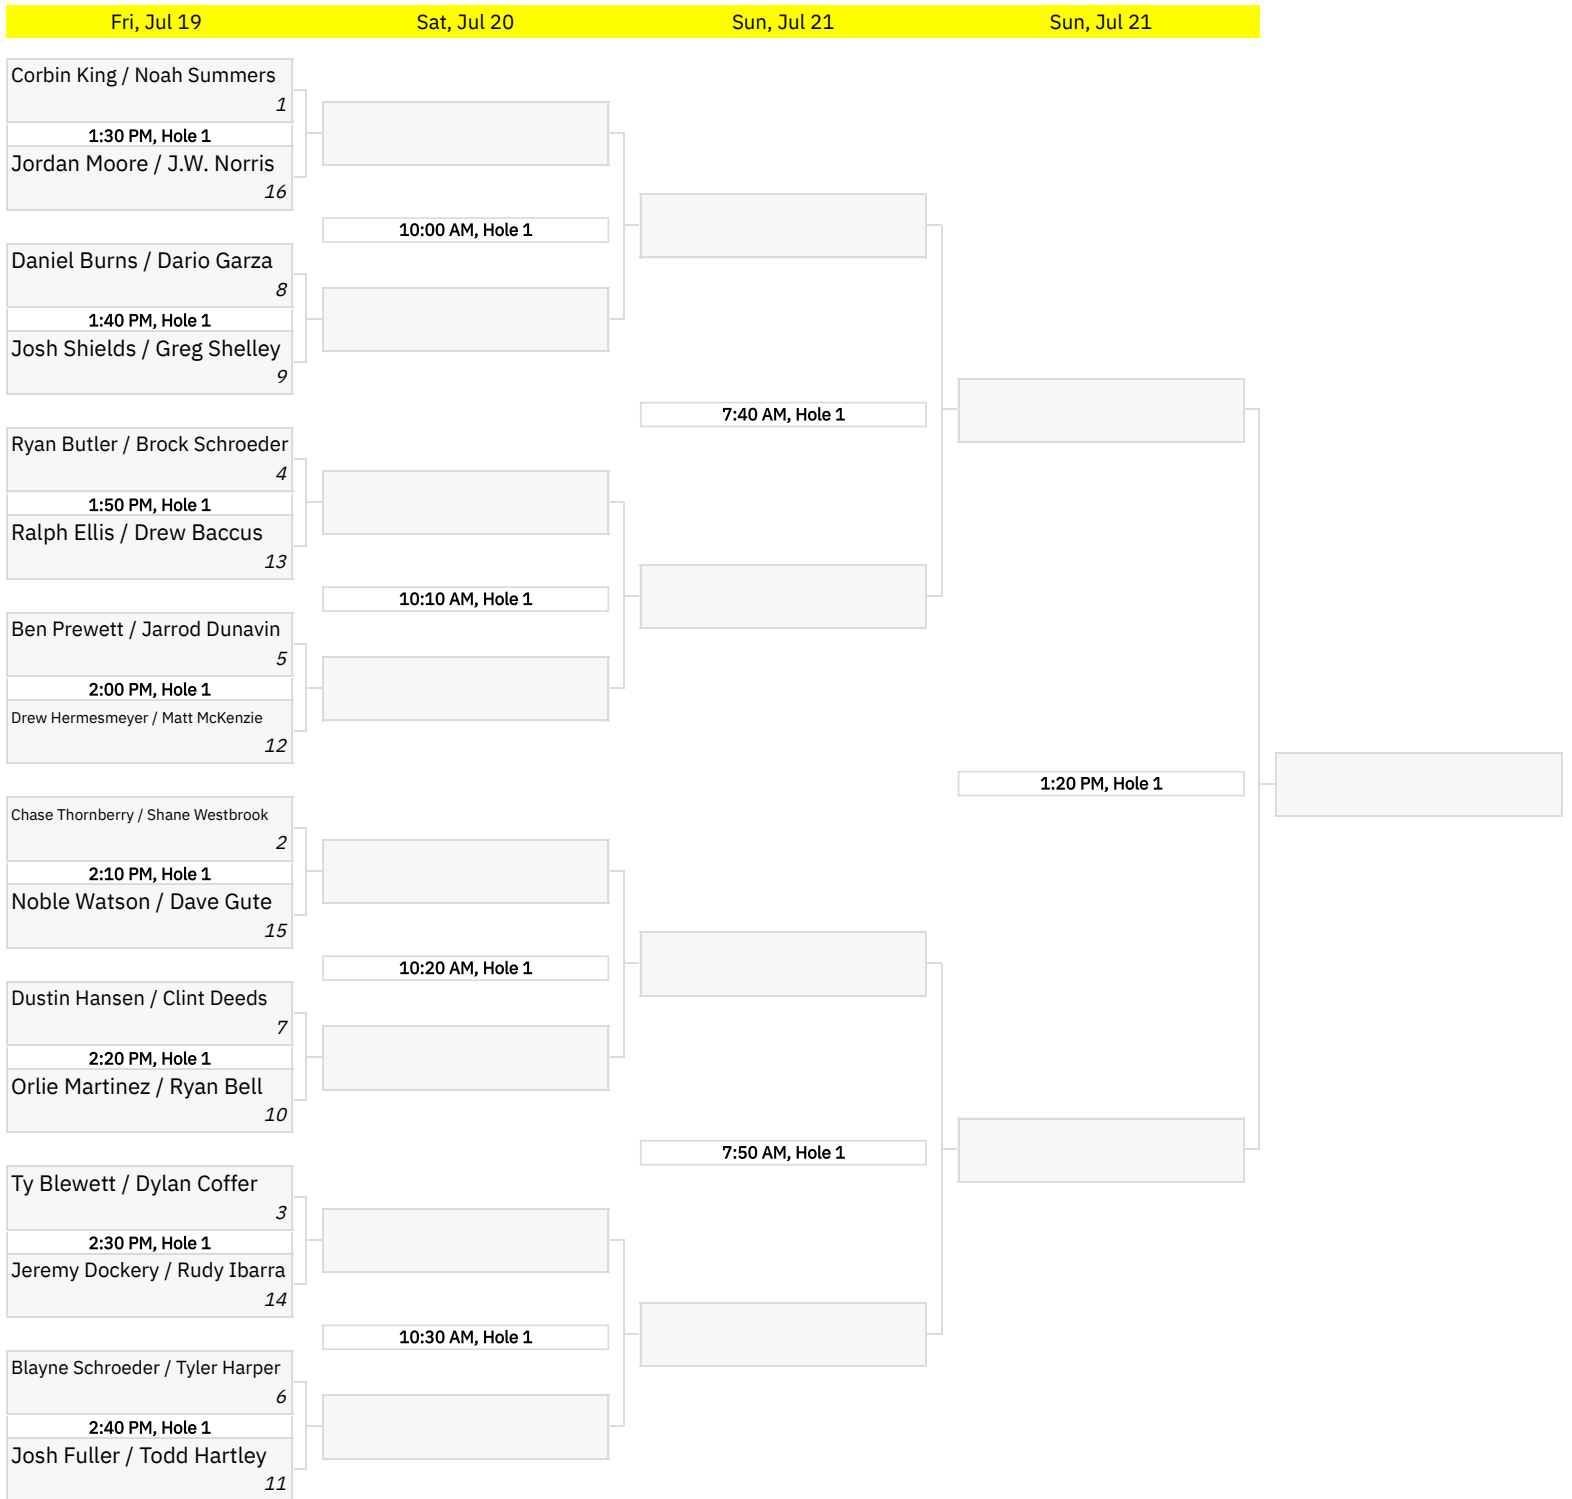 Fri, Jul 19
Sat, Jul 20
Sun, Jul 21
Sun, Jul 21
Corbin King / Noah Summers
1
1:30 PM, Hole 1
Jordan Moore / J.W. Norris
16
Daniel Burns / Dario Garza
8
1:40 PM, Hole 1
Josh Shields / Greg Shelley
9
Ryan Butler / Brock Schroeder
4
1:50 PM, Hole 1
Ralph Ellis / Drew Baccus
13
Ben Prewett / Jarrod Dunavin
5
2:00 PM, Hole 1
Drew Hermesmeyer / Matt McKenzie
12
Chase Thornberry / Shane Westbrook
2
2:10 PM, Hole 1
Noble Watson / Dave Gute
15
Dustin Hansen / Clint Deeds
7
2:20 PM, Hole 1
Orlie Martinez / Ryan Bell
10
Ty Blewett / Dylan Coffer
3
2:30 PM, Hole 1
Jeremy Dockery / Rudy Ibarra
14
Blayne Schroeder / Tyler Harper
6
2:40 PM, Hole 1
Josh Fuller / Todd Hartley
11
10:00 AM, Hole 1
10:10 AM, Hole 1
10:20 AM, Hole 1
10:30 AM, Hole 1
7:40 AM, Hole 1
7:50 AM, Hole 1
1:20 PM, Hole 1